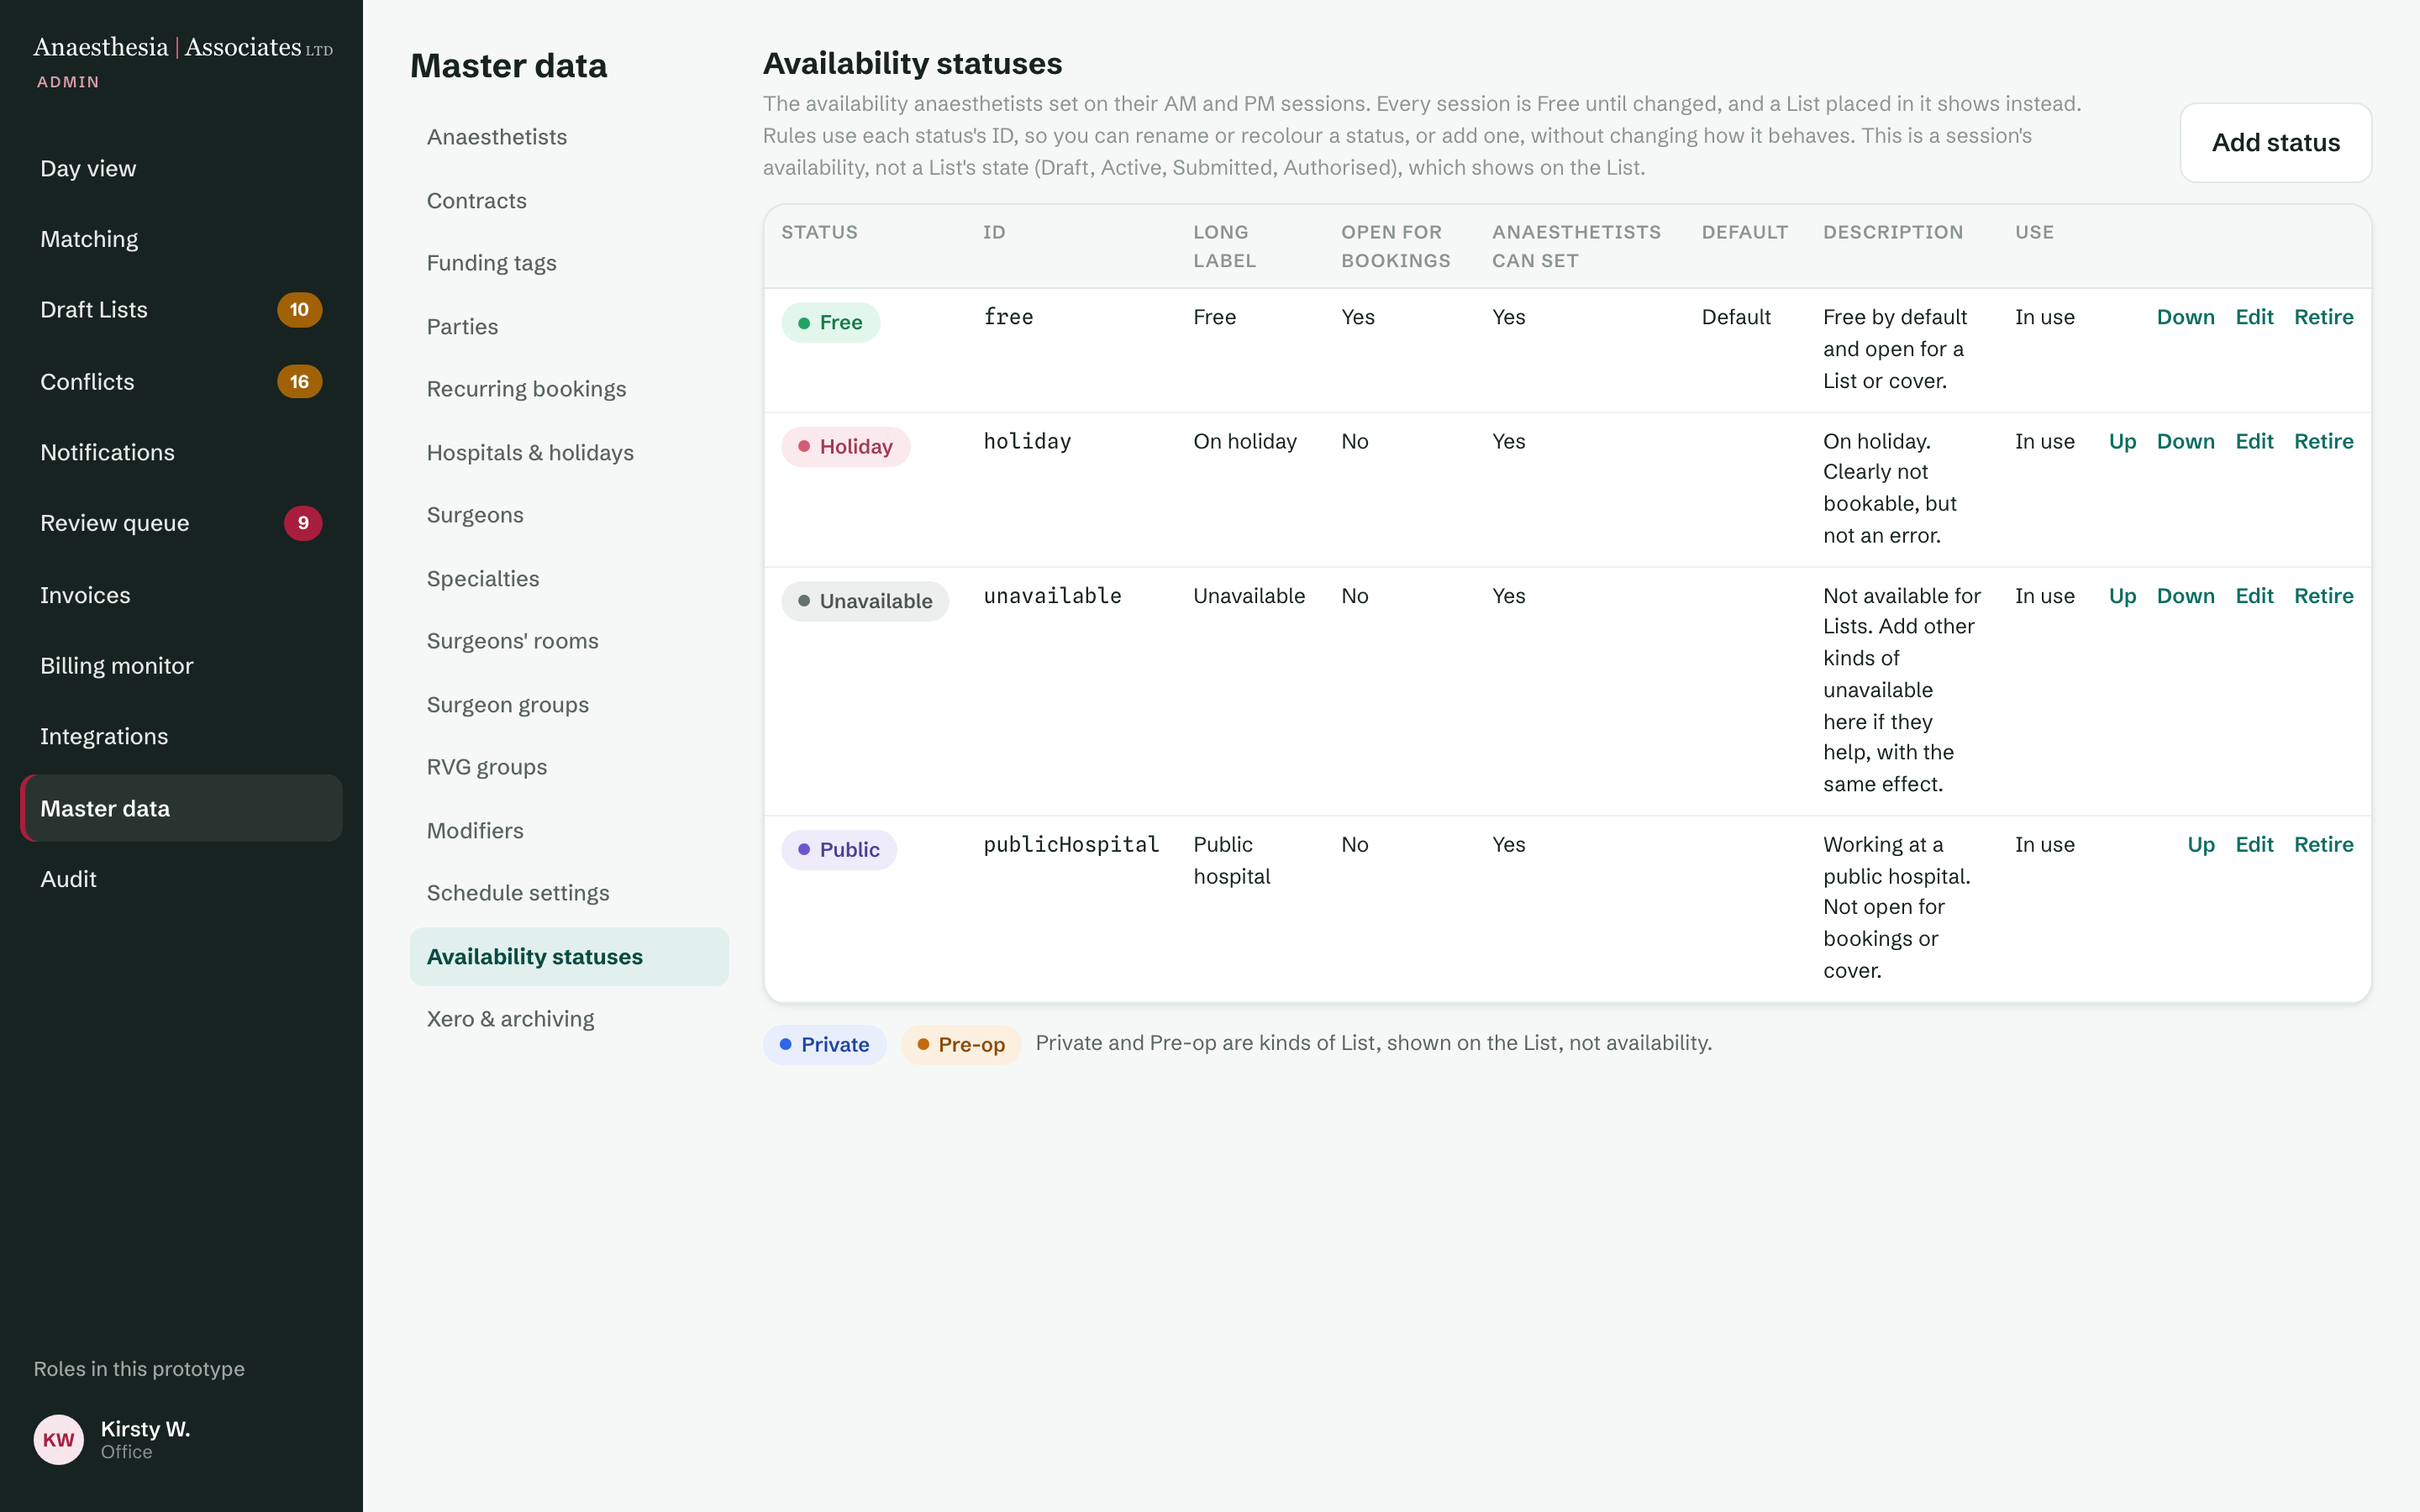 Anaesthesia | Associates LTD
ADMIN
Day view
Matching
Draft Lists 10
Conflicts 16
Notifications
Review queue 9
Invoices
Billing monitor
Integrations
Master data
Audit
Roles in this prototype
KW
Kirsty W.
Office
Master data
Anaesthetists
Contracts
Funding tags
Parties
Recurring bookings
Hospitals & holidays
Surgeons
Specialties
Surgeons' rooms
Surgeon groups
RVG groups
Modifiers
Schedule settings
Availability statuses
Xero & archiving
Availability statuses
The availability anaesthetists set on their AM and PM sessions. Every session is Free until changed, and a List placed in it shows instead.
Rules use each status's ID, so you can rename or recolour a status, or add one, without changing how it behaves. This is a session's
availability, not a List's state (Draft, Active, Submitted, Authorised), which shows on the List.
Add status
STATUS ID LONG OPEN FOR ANAESTHETISTS DEFAULT DESCRIPTION USE
LABEL BOOKINGS CAN SET
Free free Free Yes Yes Default Free by default In use Down Edit Retire
and open for a
List or cover.
Holiday holiday On holiday No Yes On holiday. In use Up Down Edit Retire
Clearly not
bookable, but
not an error.
Unavailable unavailable Unavailable No Yes Not available for In use Up Down Edit Retire
Lists. Add other
kinds of
unavailable
here if they
help, with the
same effect.
Public publicHospital Public No Yes Working at a In use Up Edit Retire
hospital public hospital.
Not open for
bookings or
cover.
Private Pre-op Private and Pre-op are kinds of List, shown on the List, not availability.